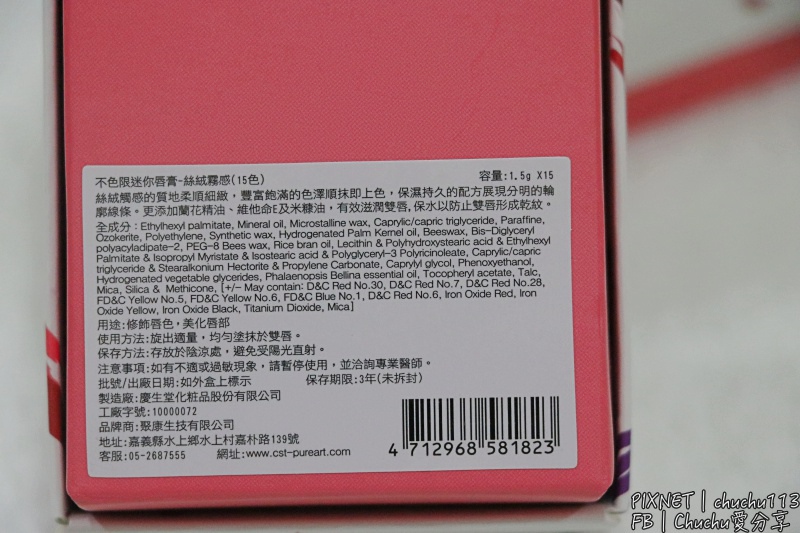 不色限迷你唇膏-絲絨霧感(15色) 容量:1.5g X15
絲絨觸感的質地柔順細緻，豐富飽滿的色澤順抹即上色，保濕持久的配方展現分明的輪
廓線條。更添加蘭花精油、維他命E及米糠油，有效滋潤雙唇,保水以防止雙唇形成乾紋。
全成分：Ethylhexyl palmitate, Mineral oil, Microstalline wax, Caprylic/capric triglyceride, Paraffine,
Ozokerite, Polyethylene, Synthetic wax, Hydrogenated Palm Kernel oil, Beeswax, Bis-Diglyceryl
polyacyladipate-2, PEG-8 Bees wax, Rice bran oil, Lecithin & Polyhydroxystearic acid & Ethylhexyl
Palmitate & Isopropyl Myristate & Isostearic acid & Polyglyceryl-3 Polyricinoleate, Caprylic/capric
triglyceride & Stearalkonium Hectorite & Propylene Carbonate, Caprylyl glycol, Phenoxyethanol,
Hydrogenated vegetable glycerides, Phalaenopsis Bellina essential oil, Tocopheryl acetate, Talc,
Mica, Silica & Methicone, [+/- May contain: D&C Red No.30, D&C Red No.7, D&C Red No.28,
FD&C Yellow No.5, FD&C Yellow No.6, FD&C Blue No.1, D&C Red No.6, Iron Oxide Red, Iron
Oxide Yellow, Iron Oxide Black, Titanium Dioxide, Mica]
用途:修飾唇色，美化唇部
使用方法:旋出適量，均勻塗抹於雙唇。
保存方法:存放於陰涼處，避免受陽光直射。
注意事項:如有不適或過敏現象，請暫停使用，並洽詢專業醫師。
批號/出廠日期:如外盒上標示 保存期限:3年(未拆封)
製造廠:慶生堂化粧品股份有限公司
工廠字號:10000072
品牌商:聚康生技有限公司
地址:嘉義縣水上鄉水上村嘉朴路139號
客服:05-2687555 網址:www.cst-pureart.com
4 712968 581823
PIXNET | chuchu113
FB | Chuchu愛分享